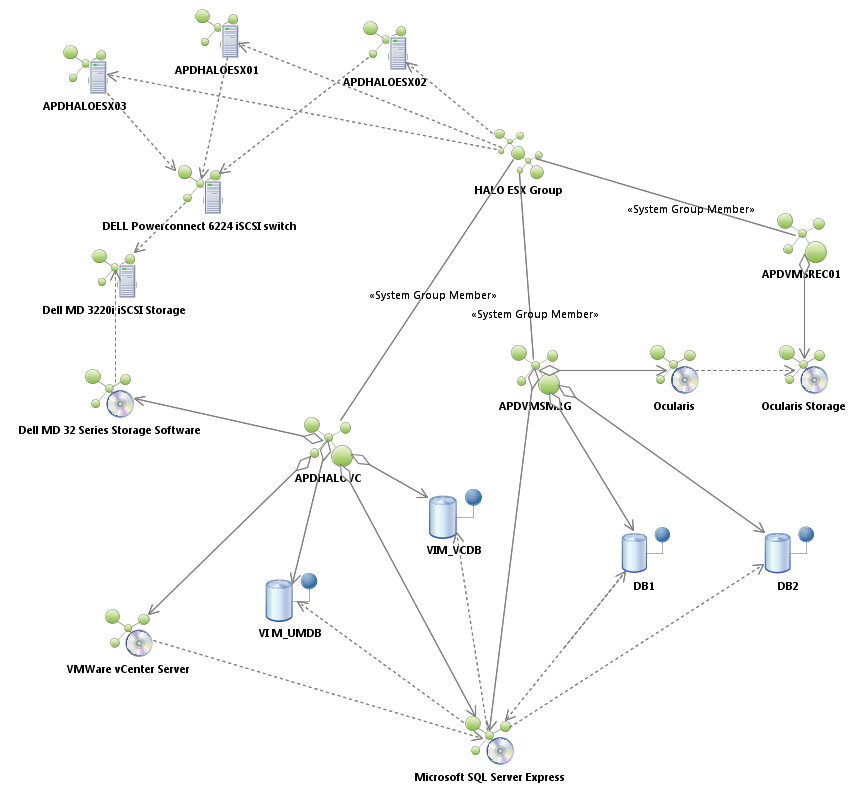 APDHALOESX01
APDHALOESX02
APDHALOESX03
HALO ESX Group
«System Group Member»
DELL Powerconnect 6224 iSCSI switch
APDVMSREC01
«System Group Member»
Dell MD 3220i iSCSI Storage
«System Group Member»
APDVMSMRG
Ocularis
Ocularis Storage
Dell MD 32 Series Storage Software
APDHALOVC
VIM_VCDB
DB1
DB2
VIM_UMDB
VMWare vCenter Server
Microsoft SQL Server Express